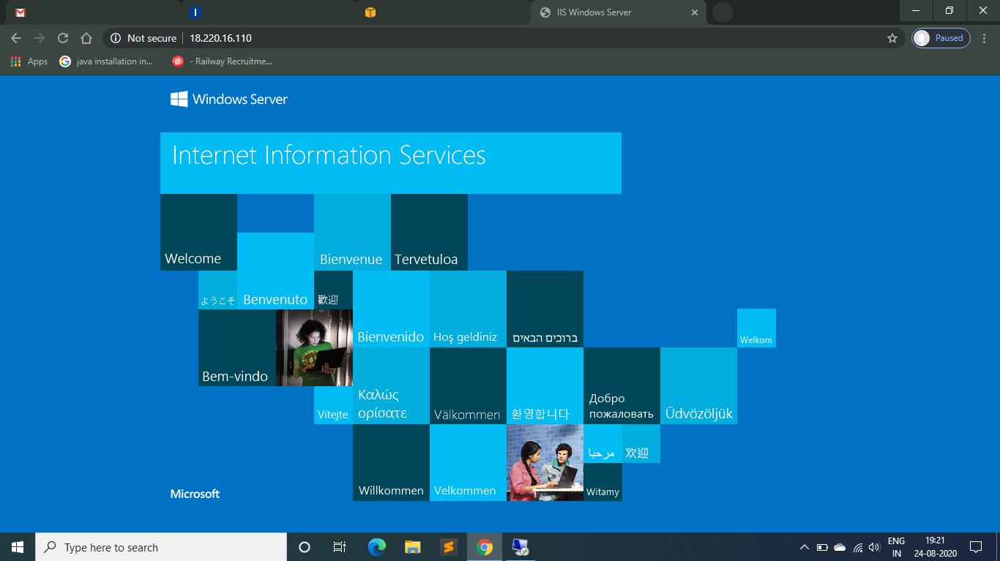 IIS Windows Server
Not secure
18.220.16.110
Paused
Apps
java installation in...
- Railway Recruitme...
Windows Server
Internet Information Services
Welcome
Bienvenue
Tervetuloa
ようこそ
Benvenuto
歡迎
Bienvenido
Hoş geldiniz
ברוכים הבאים
Welkom
Bem-vindo
Vítejte
Καλώς
ορίσατε
Välkommen
환영합니다
Добро
пожаловать
Üdvözöljük
Willkommen
Velkommen
مرحبا
欢迎
Witamy
Microsoft
Type here to search
ENG
IN
19:21
24-08-2020